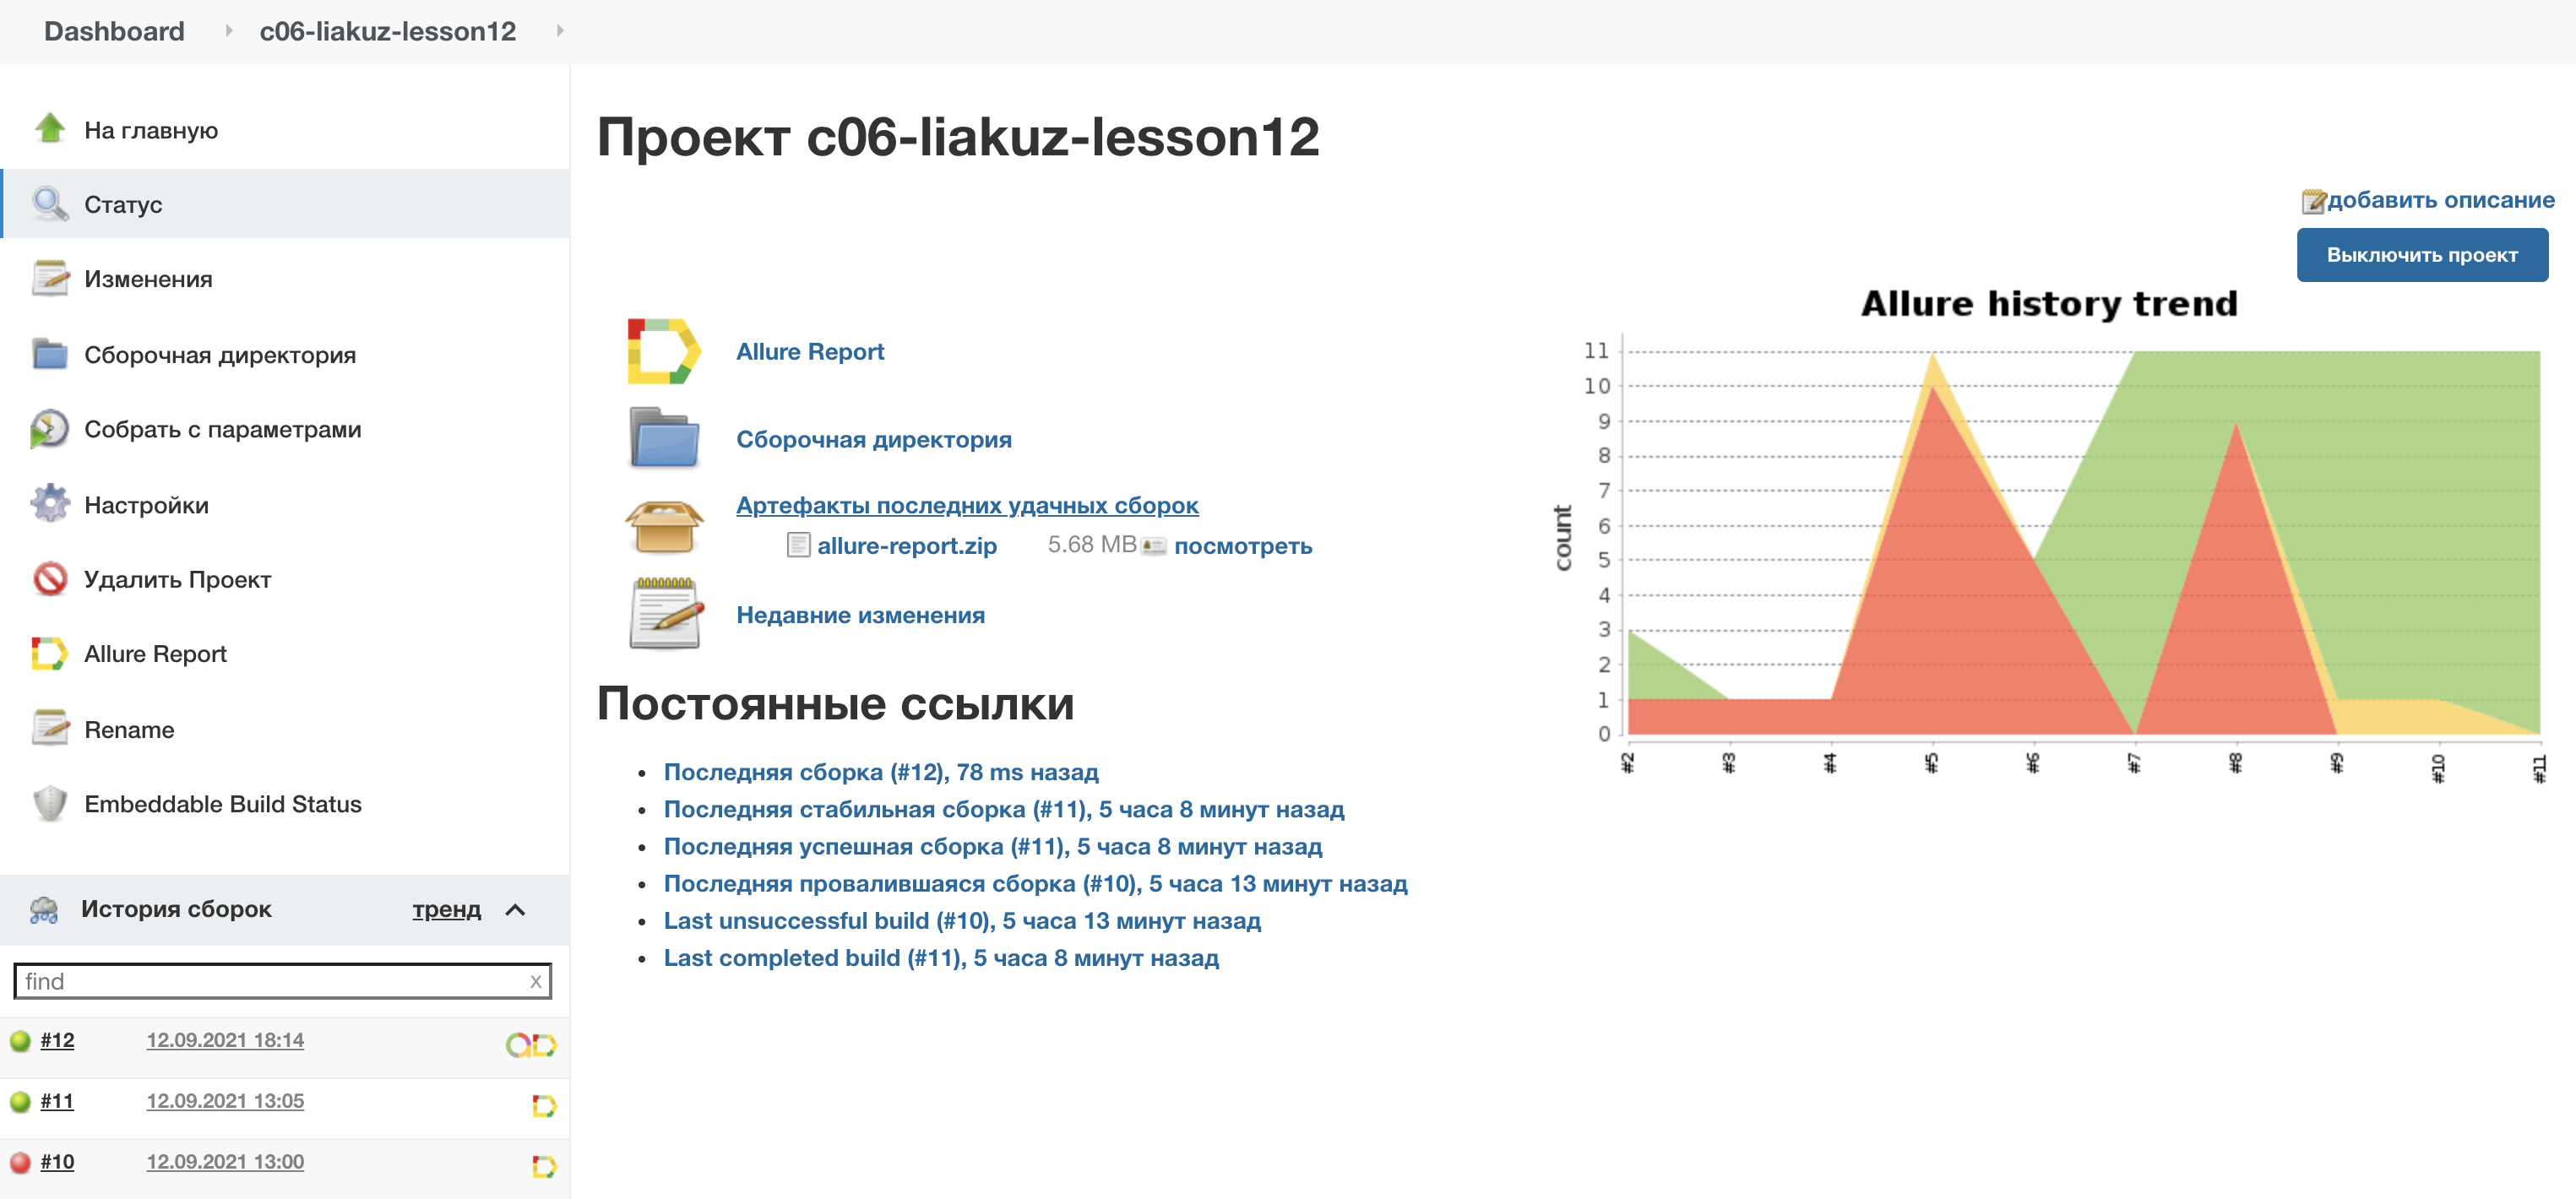 Dashboard
c06-liakuz-lesson12
На главную
Статус
Изменения
Сборочная директория
Собрать с параметрами
Настройки
Удалить Проект
Allure Report
Rename
Embeddable Build Status
История сборок
тренд
find
x
#12
12.09.2021 18:14
#11
12.09.2021 13:05
#10
12.09.2021 13:00
Проект c06-liakuz-lesson12
добавить описание
Выключить проект
Allure Report
Сборочная директория
Артефакты последних удачных сборок
allure-report.zip 5.68 MB посмотреть
Недавние изменения
Постоянные ссылки
Последняя сборка (#12), 78 ms назад
Последняя стабильная сборка (#11), 5 часа 8 минут назад
Последняя успешная сборка (#11), 5 часа 8 минут назад
Последняя провалившаяся сборка (#10), 5 часа 13 минут назад
Last unsuccessful build (#10), 5 часа 13 минут назад
Last completed build (#11), 5 часа 8 минут назад
Allure history trend
count
11
10
9
8
7
6
5
4
3
2
1
0
#2
#3
#4
#5
#6
#7
#8
#9
#10
#11